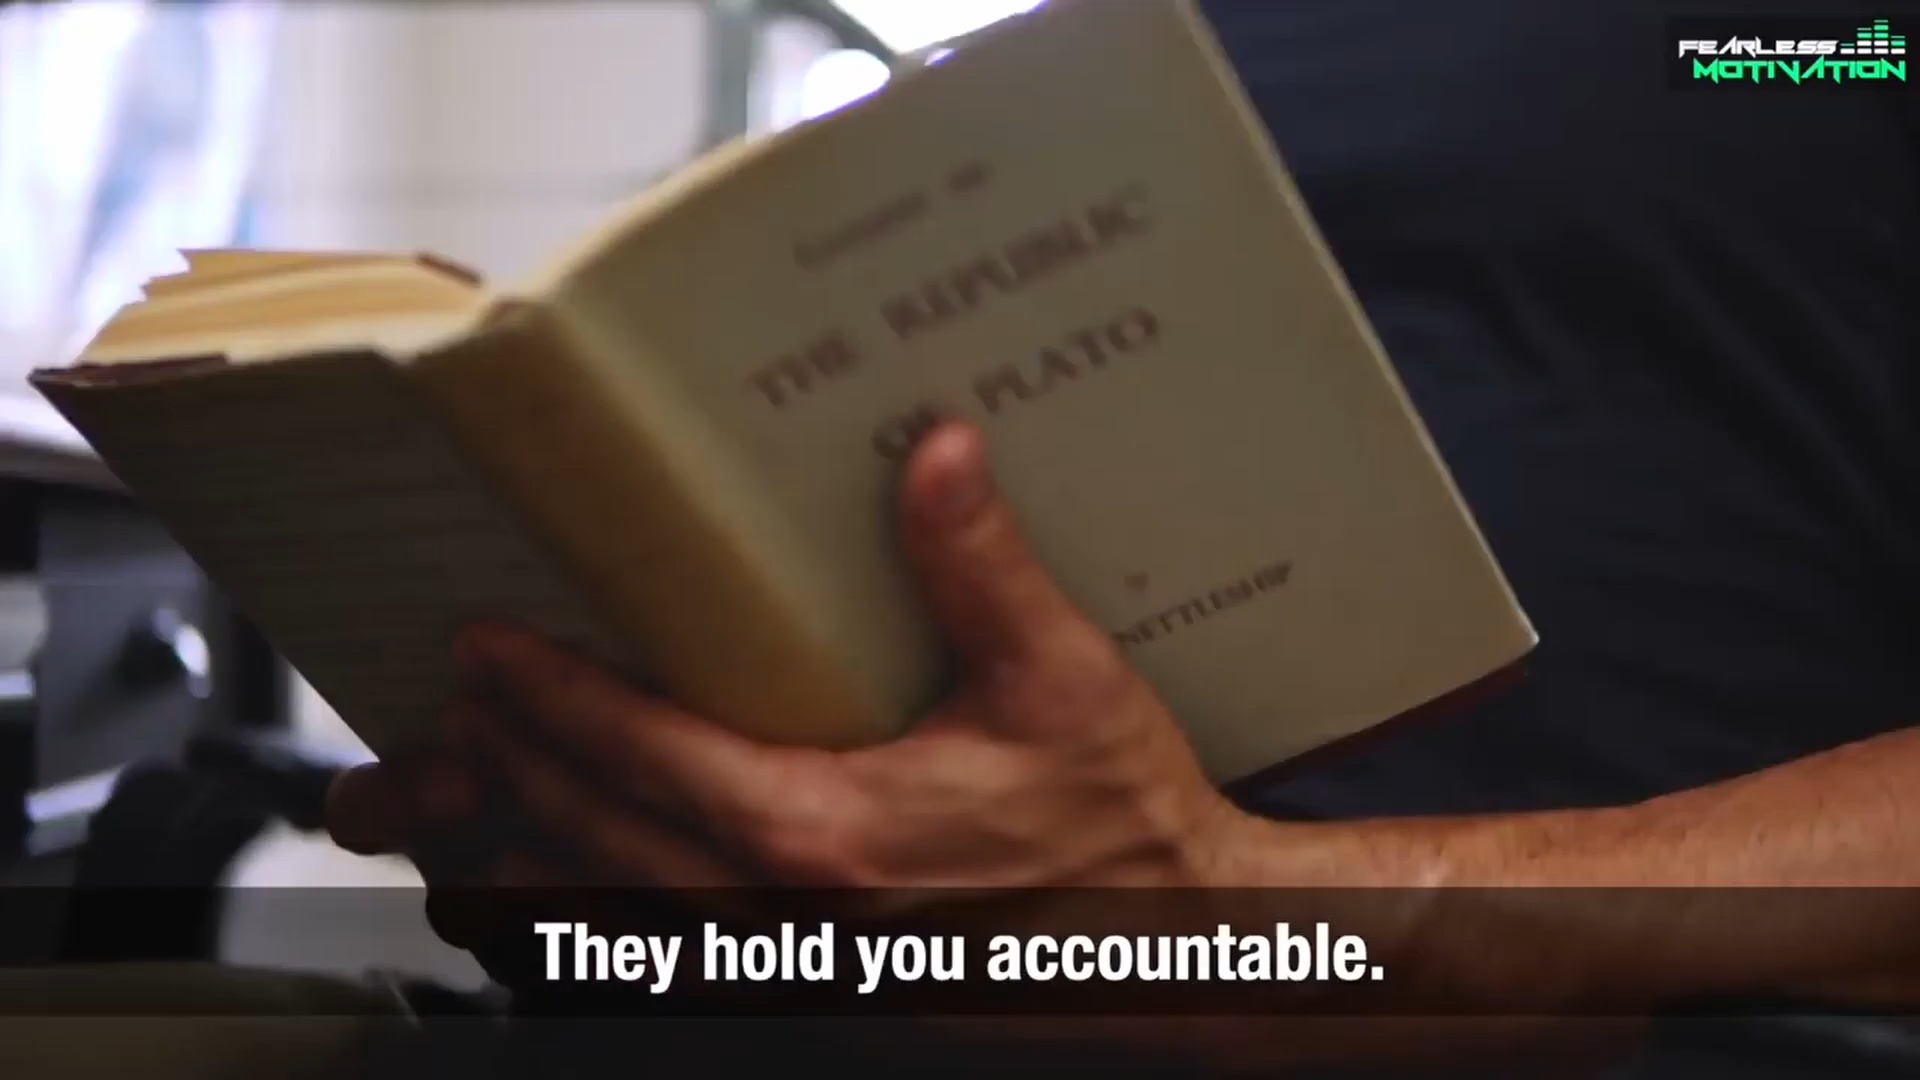 FEARLESS
MOTIVATION
THE REPUBLIC
OF PLATO
NETTLESHIP
They hold you accountable.